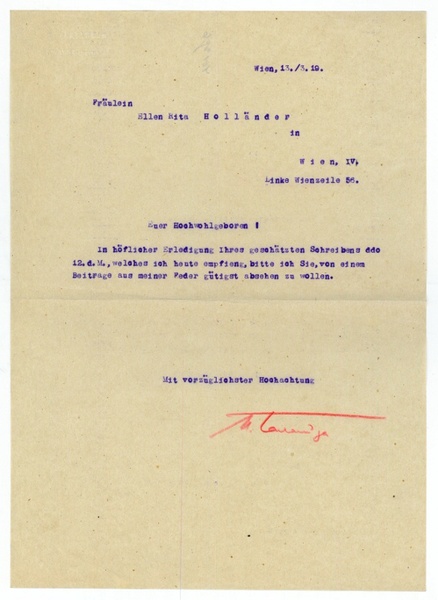 Wien, 13./3.19.
Fräulein
Ellen Rita Holländer
in
Wien, IV,
Linke Wienzeile 56.
Euer Hochwohlgeboren !
In höflicher Erledigung Ihres geschätzten Schreibens ddo
12.d.M.,welches ich heute empfieng,bitte ich Sie,von einem
Beitrage aus meiner Feder gütigst absehen zu wollen.
Mit vorzüglichster Hochachtung